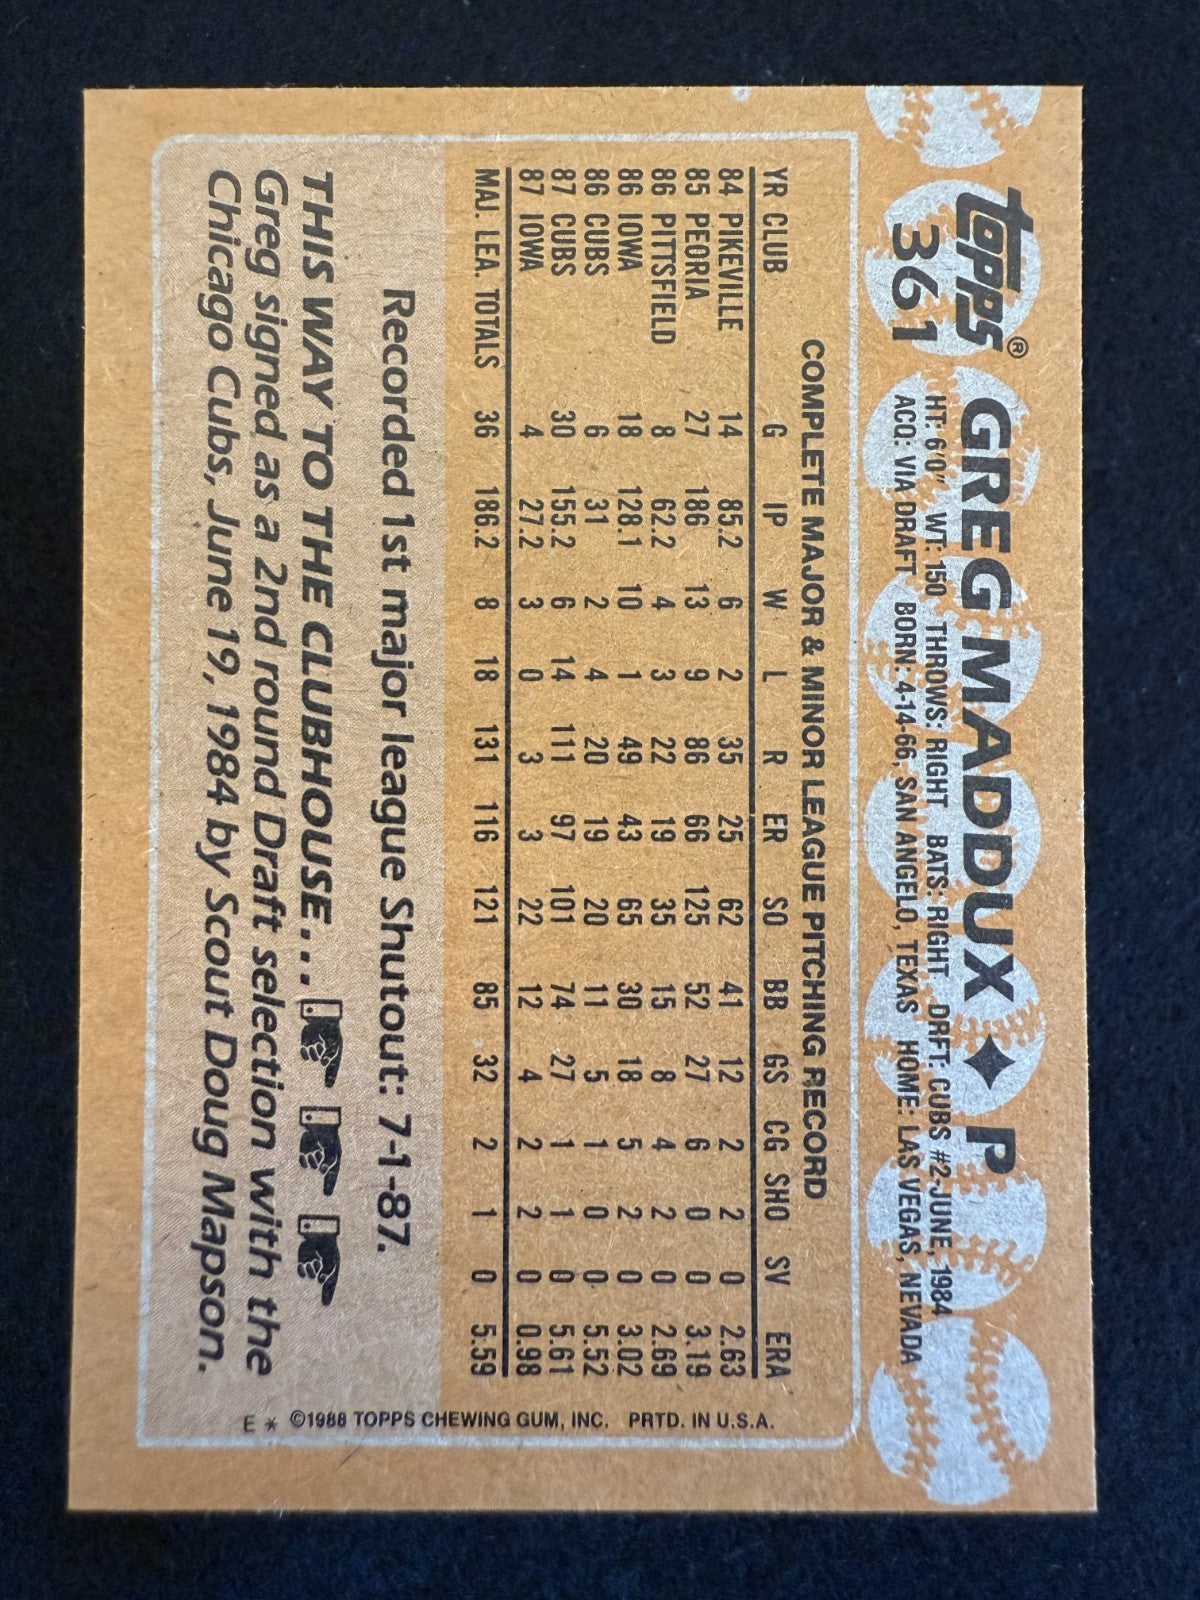 topps®
361
GREG MADDUX ✦ P
HT: 6'0" WT: 150 THROWS: RIGHT BATS: RIGHT DRFT: CUBS #2-JUNE, 1984
ACQ: VIA DRAFT BORN: 4-14-66, SAN ANGELO, TEXAS HOME: LAS VEGAS, NEVADA
COMPLETE MAJOR & MINOR LEAGUE PITCHING RECORD
YR CLUB G IP W L R ER SO BB GS CG SHO SV ERA
84 PIKEVILLE 14 85.2 6 2 35 25 62 41 12 2 2 0 2.63
85 PEORIA 27 186 13 9 86 66 125 52 27 6 0 0 3.19
86 PITTSFIELD 8 62.2 4 3 22 19 35 15 8 4 2 0 2.69
86 IOWA 18 128.1 10 1 49 43 65 30 18 5 2 0 3.02
86 CUBS 6 31 2 4 20 19 20 11 5 1 0 0 5.52
87 CUBS 30 155.2 6 14 111 97 101 74 27 1 1 0 5.61
87 IOWA 4 27.2 3 0 3 3 22 12 4 2 2 0 0.98
MAJ. LEA. TOTALS 36 186.2 8 18 131 116 121 85 32 2 1 0 5.59
Recorded 1st major league Shutout: 7-1-87.
THIS WAY TO THE CLUBHOUSE...
Greg signed as a 2nd round Draft selection with the
Chicago Cubs, June 19, 1984 by Scout Doug Mapson.
E * ©1988 TOPPS CHEWING GUM, INC. PRTD. IN U.S.A.